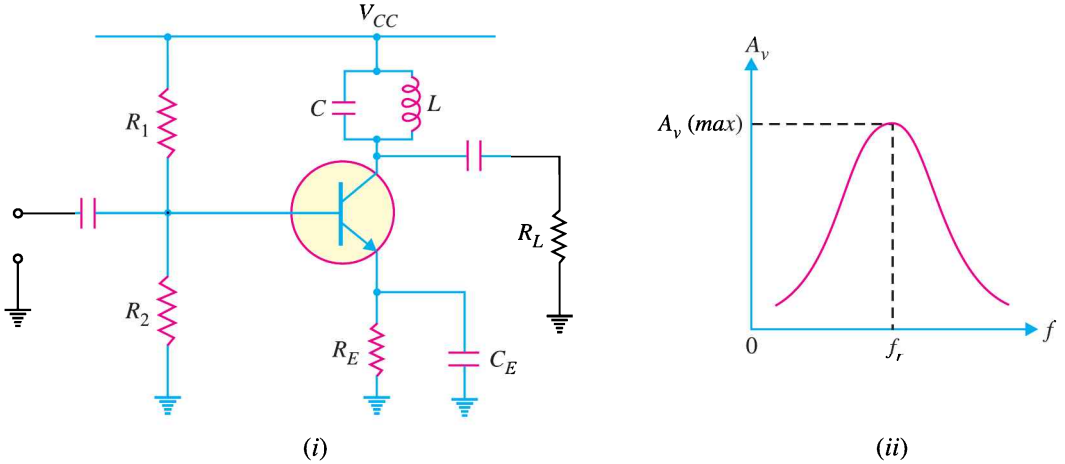 V_CC
R_1
C
L
R_L
R_2
R_E
C_E
(i)
A_v
A_v (max)
0
f_r
f
(ii)